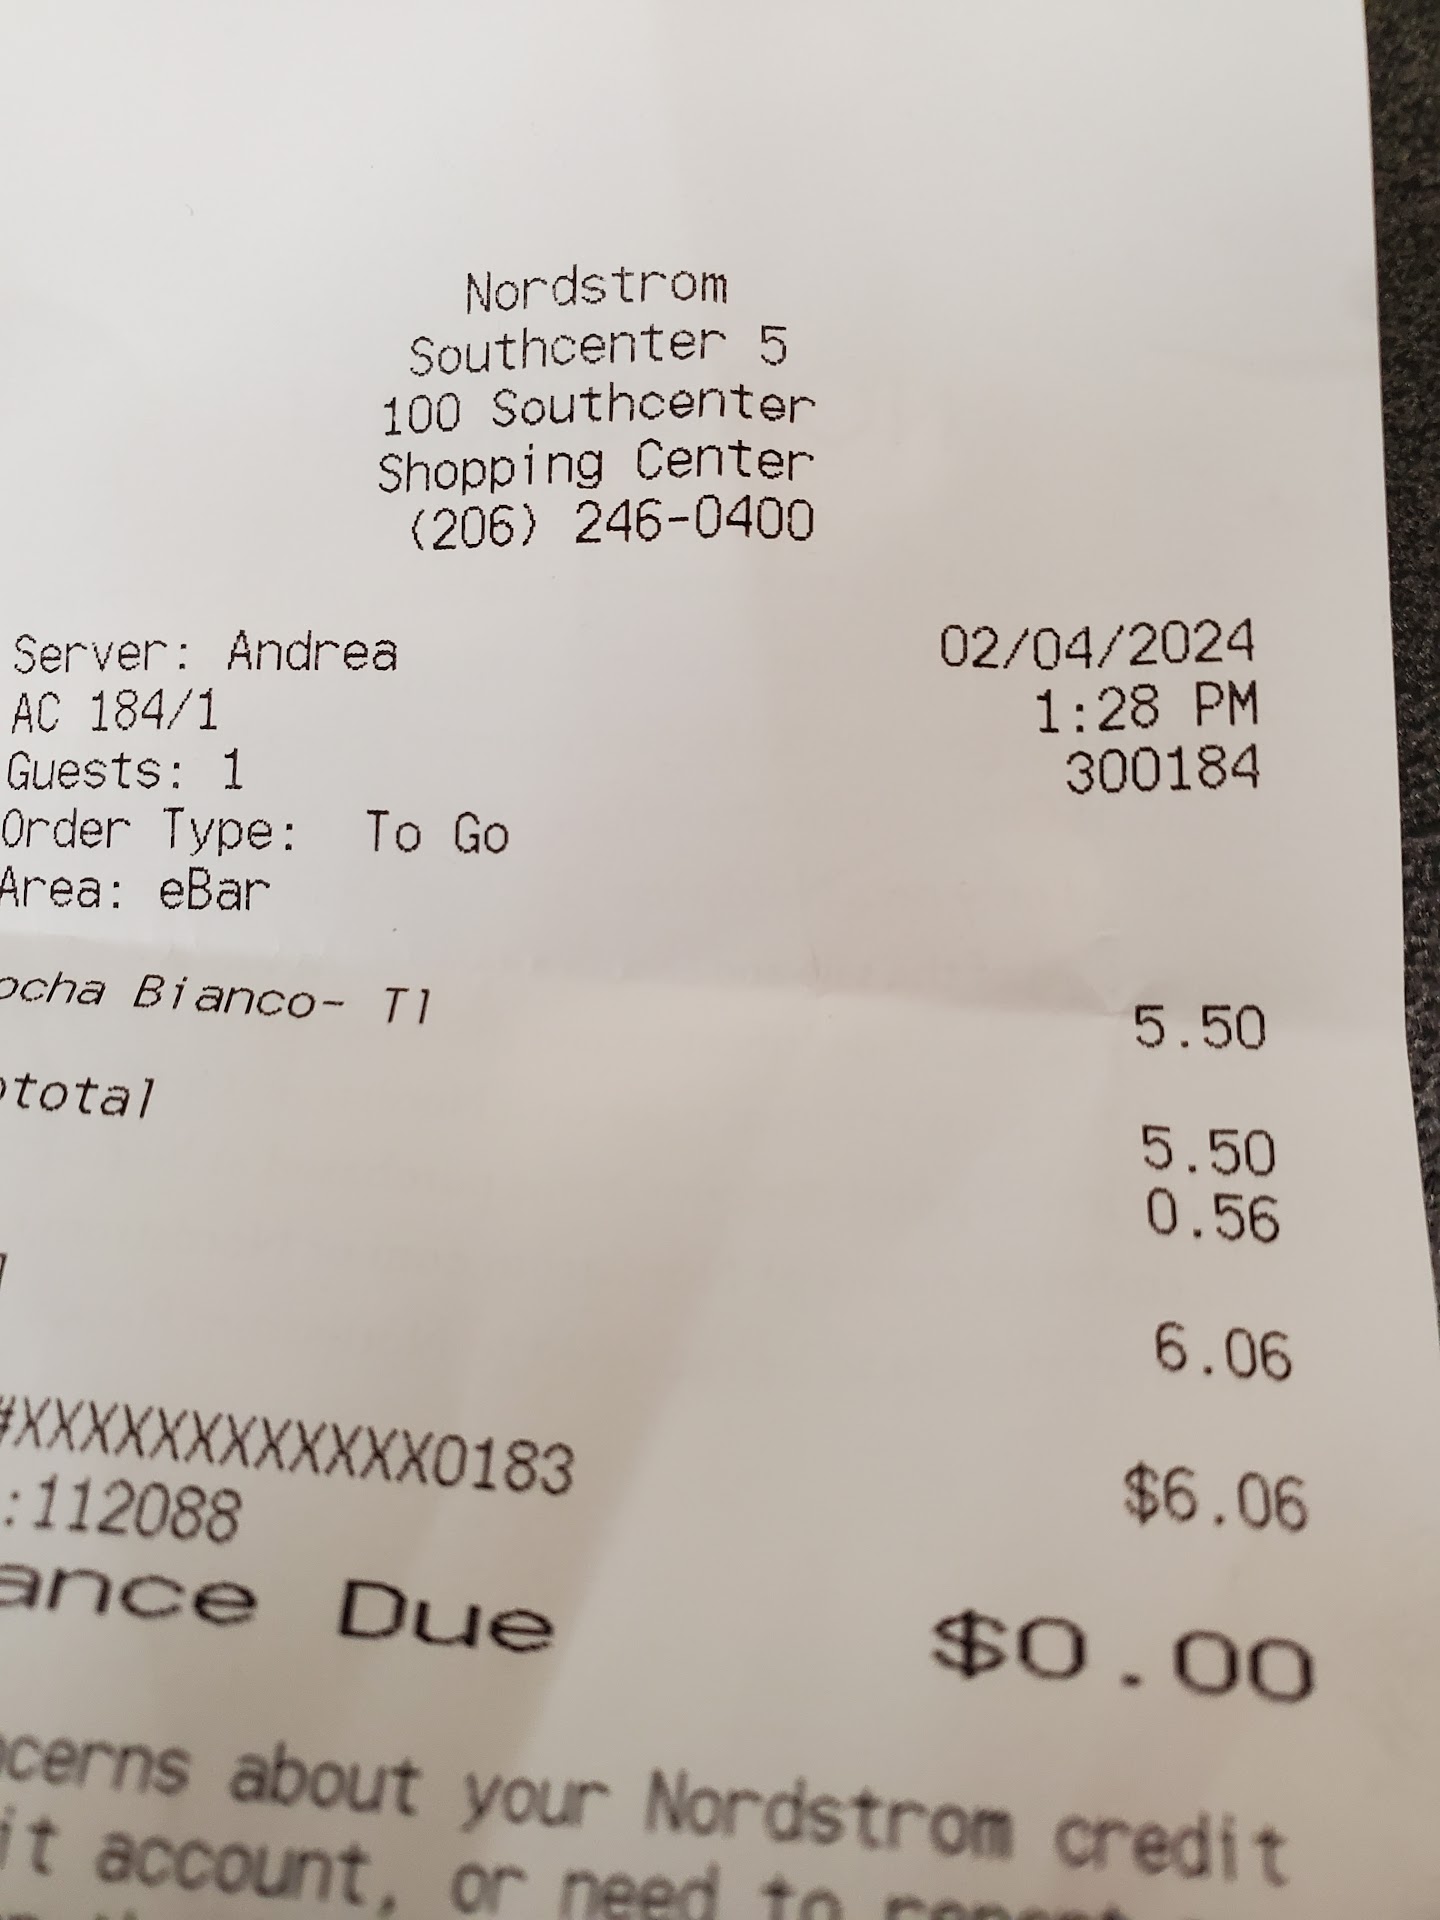 Nordstrom
Southcenter 5
100 Southcenter
Shopping Center
(206) 246-0400
Server: Andrea 02/04/2024
AC 184/1 1:28 PM
Guests: 1 300184
Order Type: To Go
Area: eBar
ocha Bianco- Tl 5.50
total 5.50
0.56
6.06
#XXXXXXXXXXXX0183 $6.06
:112088
ance Due $0.00
cerns about your Nordstrom credit
it account, or need to